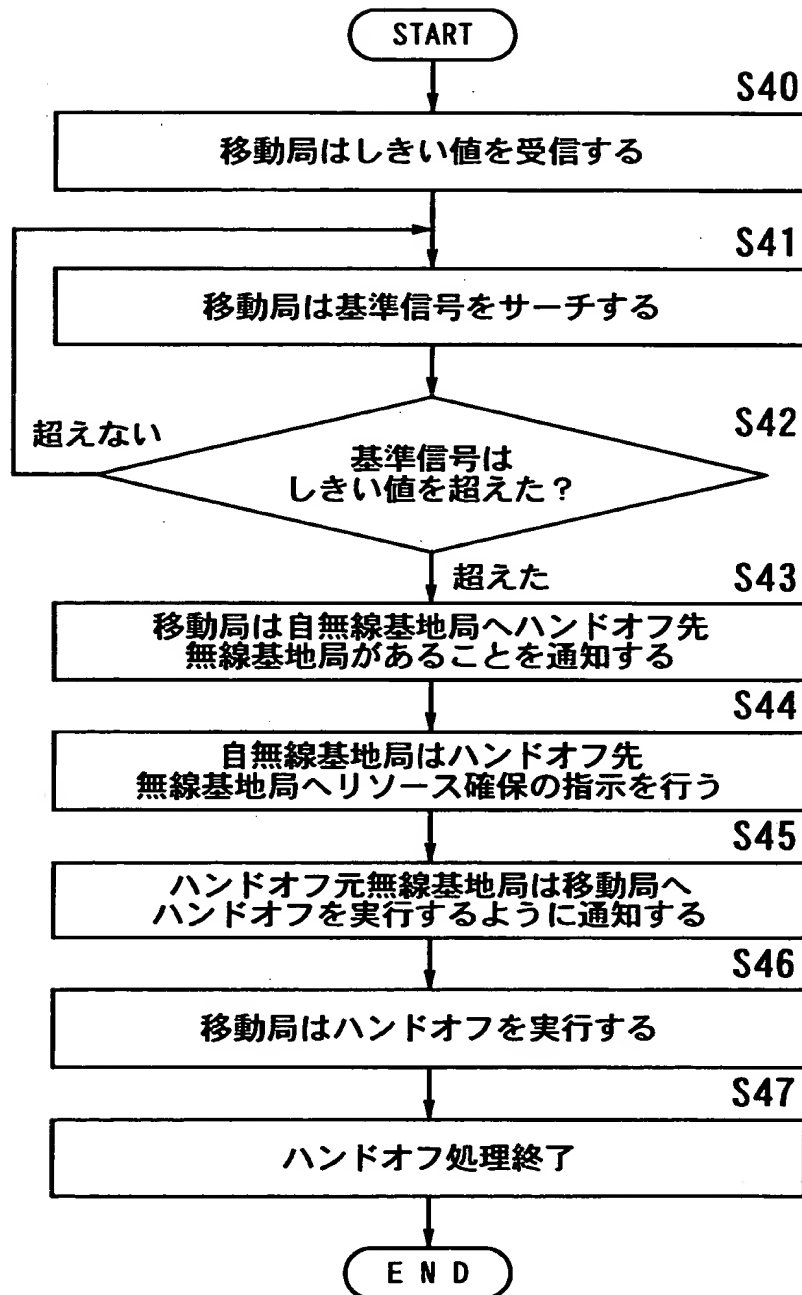 START
S40
移動局はしきい値を受信する
S41
移動局は基準信号をサーチする
S42
超えない
基準信号は
しきい値を超えた？
超えた
S43
移動局は自無線基地局へハンドオフ先
無線基地局があることを通知する
S44
自無線基地局はハンドオフ先
無線基地局へリソース確保の指示を行う
S45
ハンドオフ元無線基地局は移動局へ
ハンドオフを実行するように通知する
S46
移動局はハンドオフを実行する
S47
ハンドオフ処理終了
END